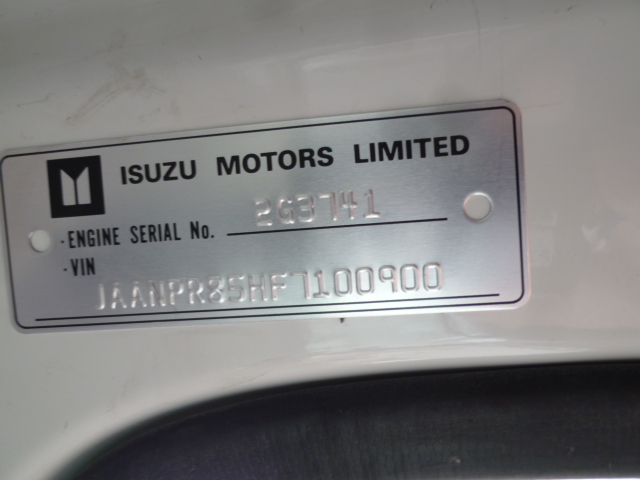 ISUZU MOTORS LIMITED
·ENGINE SERIAL No. 2G3741
·VIN
JAANPR85HF7100900